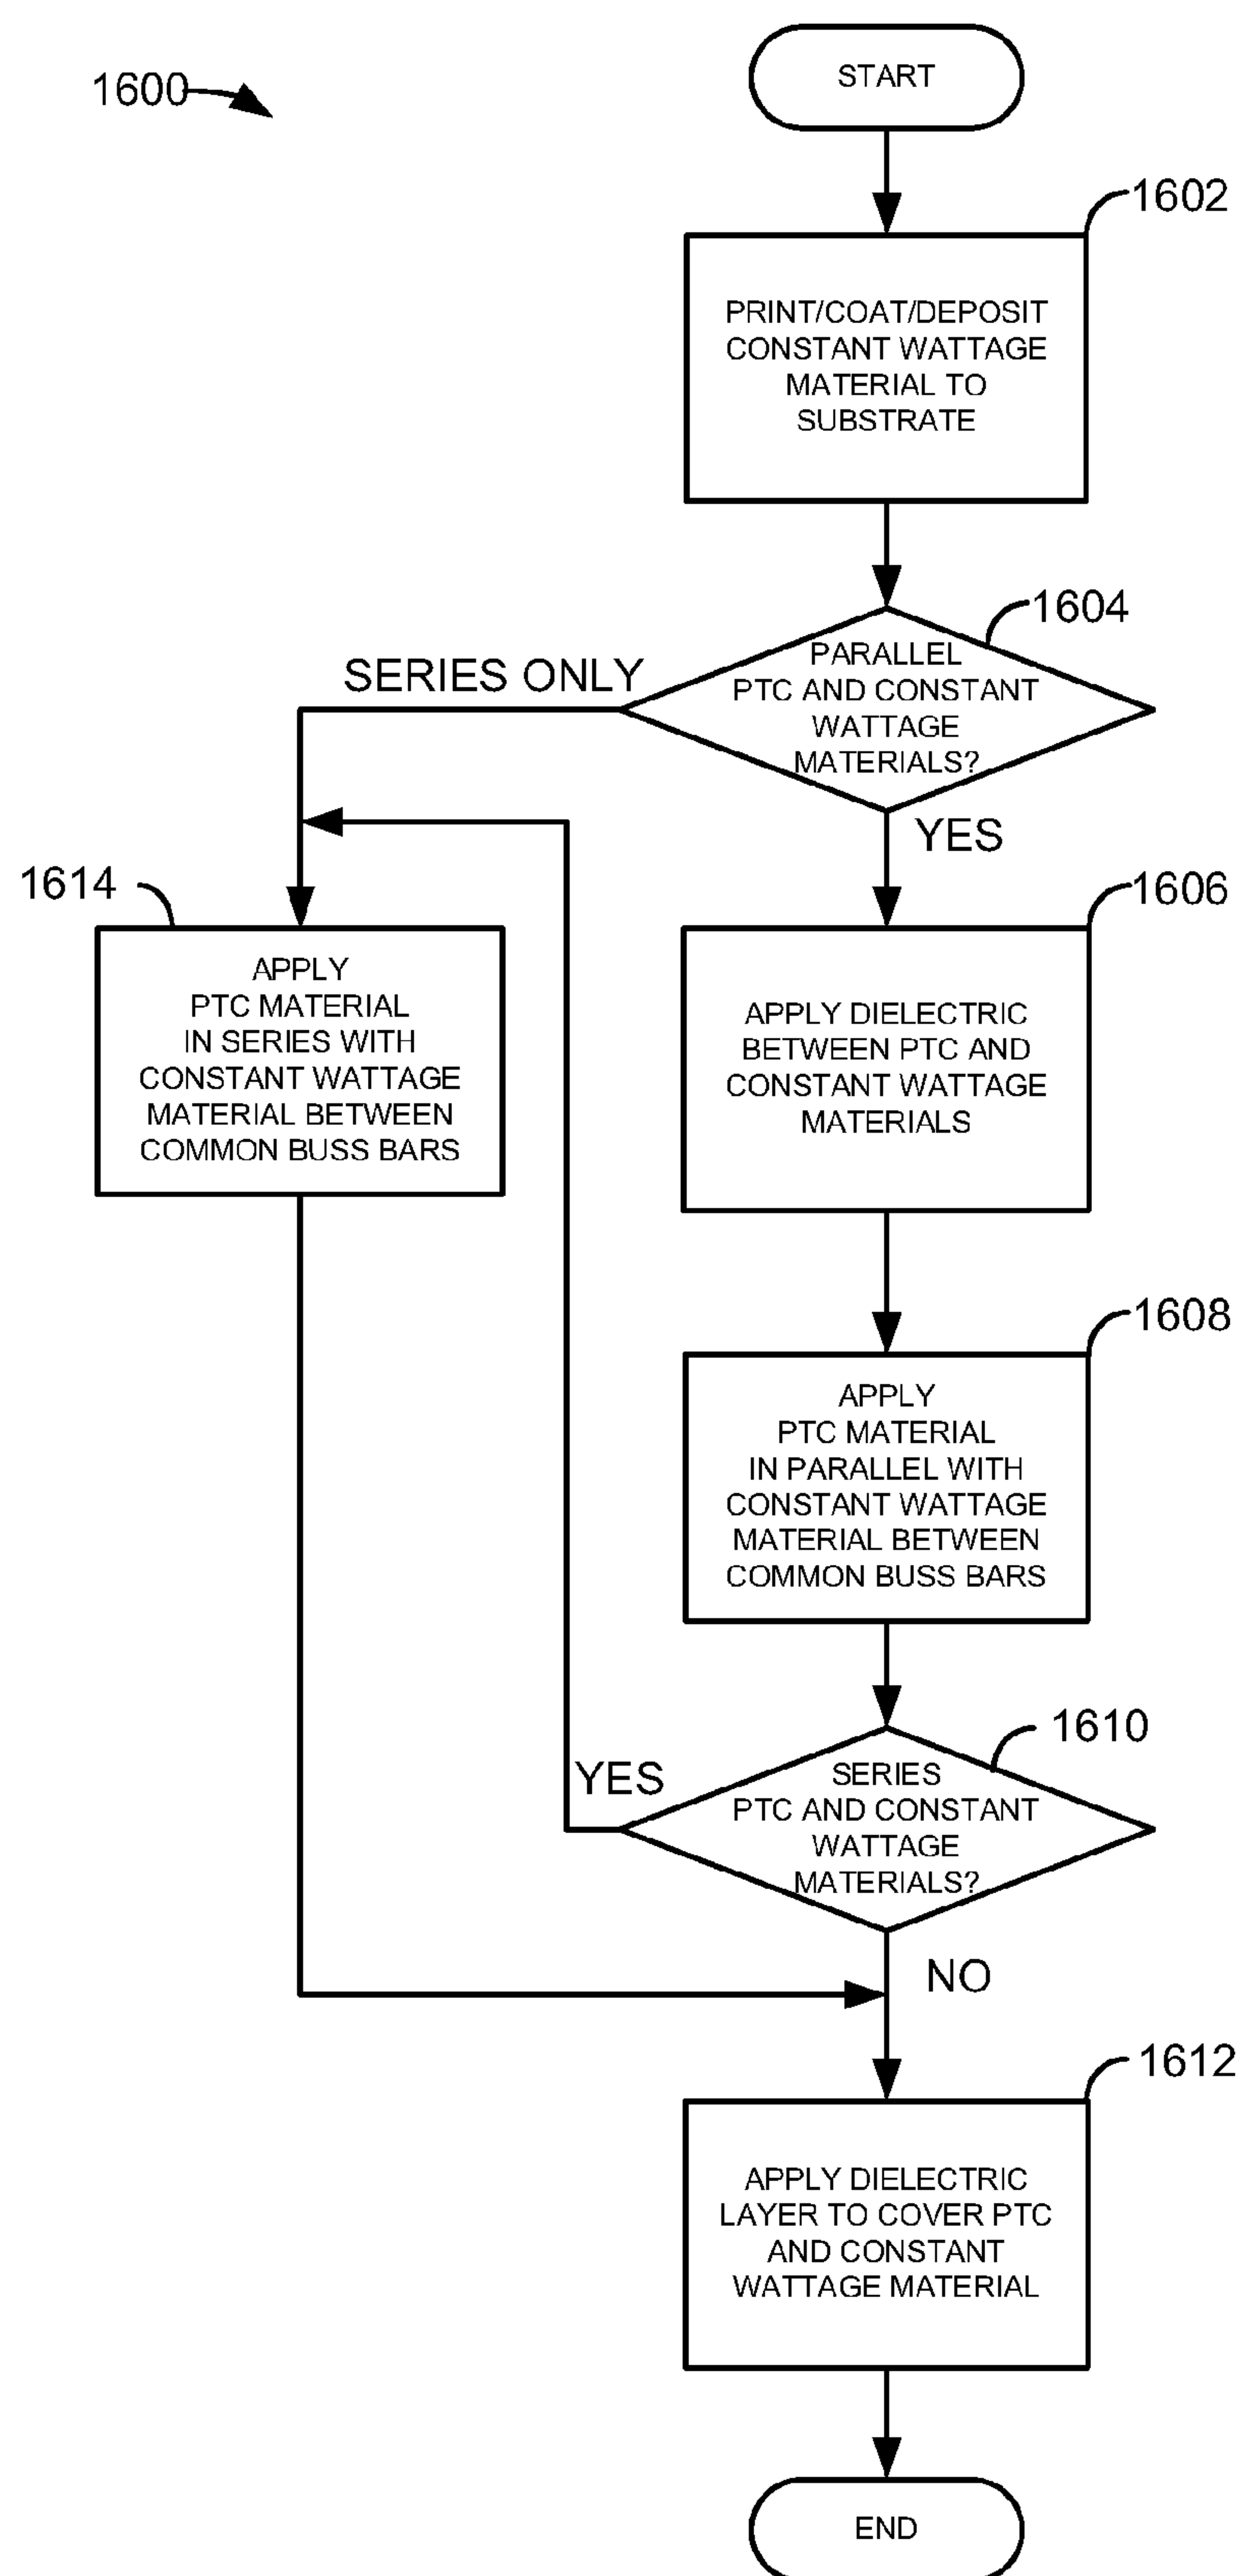 1600
START
1602
PRINT/COAT/DEPOSIT
CONSTANT WATTAGE
MATERIAL TO
SUBSTRATE
1604
SERIES ONLY
PARALLEL
PTC AND CONSTANT
WATTAGE
MATERIALS?
YES
1614
APPLY
PTC MATERIAL
IN SERIES WITH
CONSTANT WATTAGE
MATERIAL BETWEEN
COMMON BUSS BARS
1606
APPLY DIELECTRIC
BETWEEN PTC AND
CONSTANT WATTAGE
MATERIALS
1608
APPLY
PTC MATERIAL
IN PARALLEL WITH
CONSTANT WATTAGE
MATERIAL BETWEEN
COMMON BUSS BARS
1610
YES
SERIES
PTC AND CONSTANT
WATTAGE
MATERIALS?
NO
1612
APPLY DIELECTRIC
LAYER TO COVER PTC
AND CONSTANT
WATTAGE MATERIAL
END